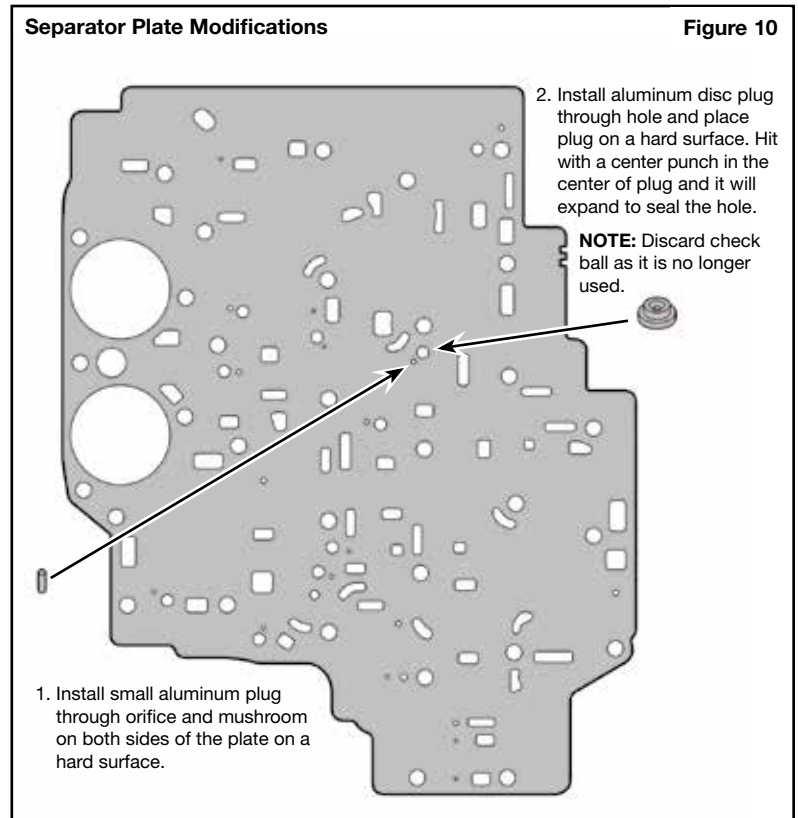 Separator Plate Modifications
Figure 10
2. Install aluminum disc plug
through hole and place
plug on a hard surface. Hit
with a center punch in the
center of plug and it will
expand to seal the hole.
NOTE: Discard check
ball as it is no longer
used.
1. Install small aluminum plug
through orifice and mushroom
on both sides of the plate on a
hard surface.